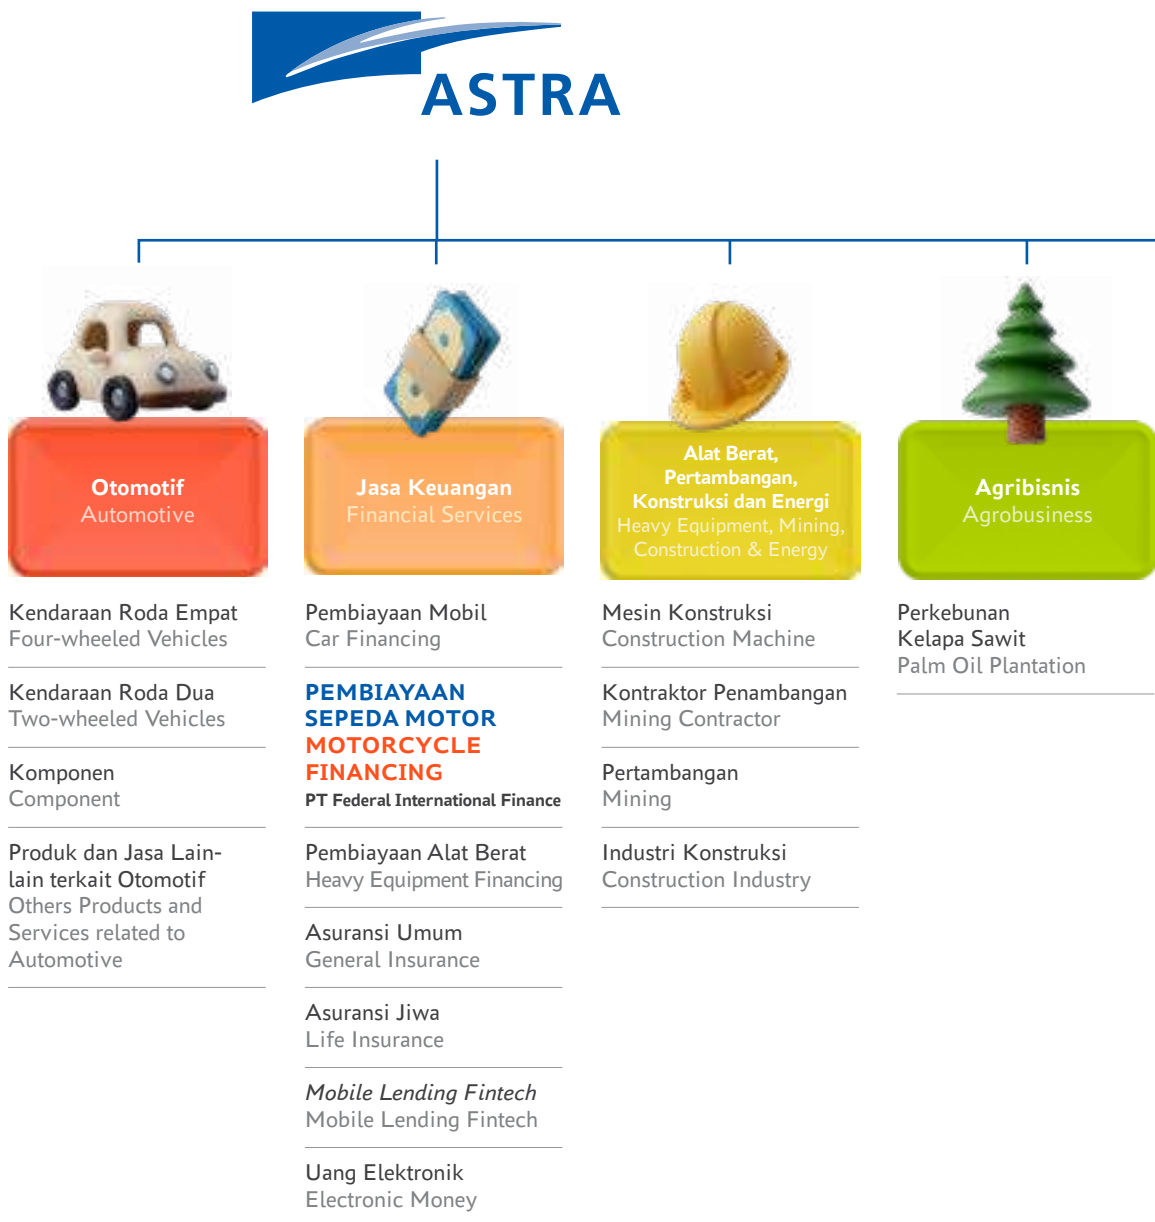 ASTRA
Otomotif
Automotive
Kendaraan Roda Empat
Four-wheeled Vehicles
Kendaraan Roda Dua
Two-wheeled Vehicles
Komponen
Component
Produk dan Jasa Lain-
lain terkait Otomotif
Others Products and
Services related to
Automotive
Jasa Keuangan
Financial Services
Pembiayaan Mobil
Car Financing
PEMBIAYAAN
SEPEDA MOTOR
MOTORCYCLE
FINANCING
PT Federal International Finance
Pembiayaan Alat Berat
Heavy Equipment Financing
Asuransi Umum
General Insurance
Asuransi Jiwa
Life Insurance
Mobile Lending Fintech
Mobile Lending Fintech
Uang Elektronik
Electronic Money
Alat Berat,
Pertambangan,
Konstruksi dan Energi
Heavy Equipment, Mining,
Construction & Energy
Mesin Konstruksi
Construction Machine
Kontraktor Penambangan
Mining Contractor
Pertambangan
Mining
Industri Konstruksi
Construction Industry
Agribisnis
Agrobusiness
Perkebunan
Kelapa Sawit
Palm Oil Plantation